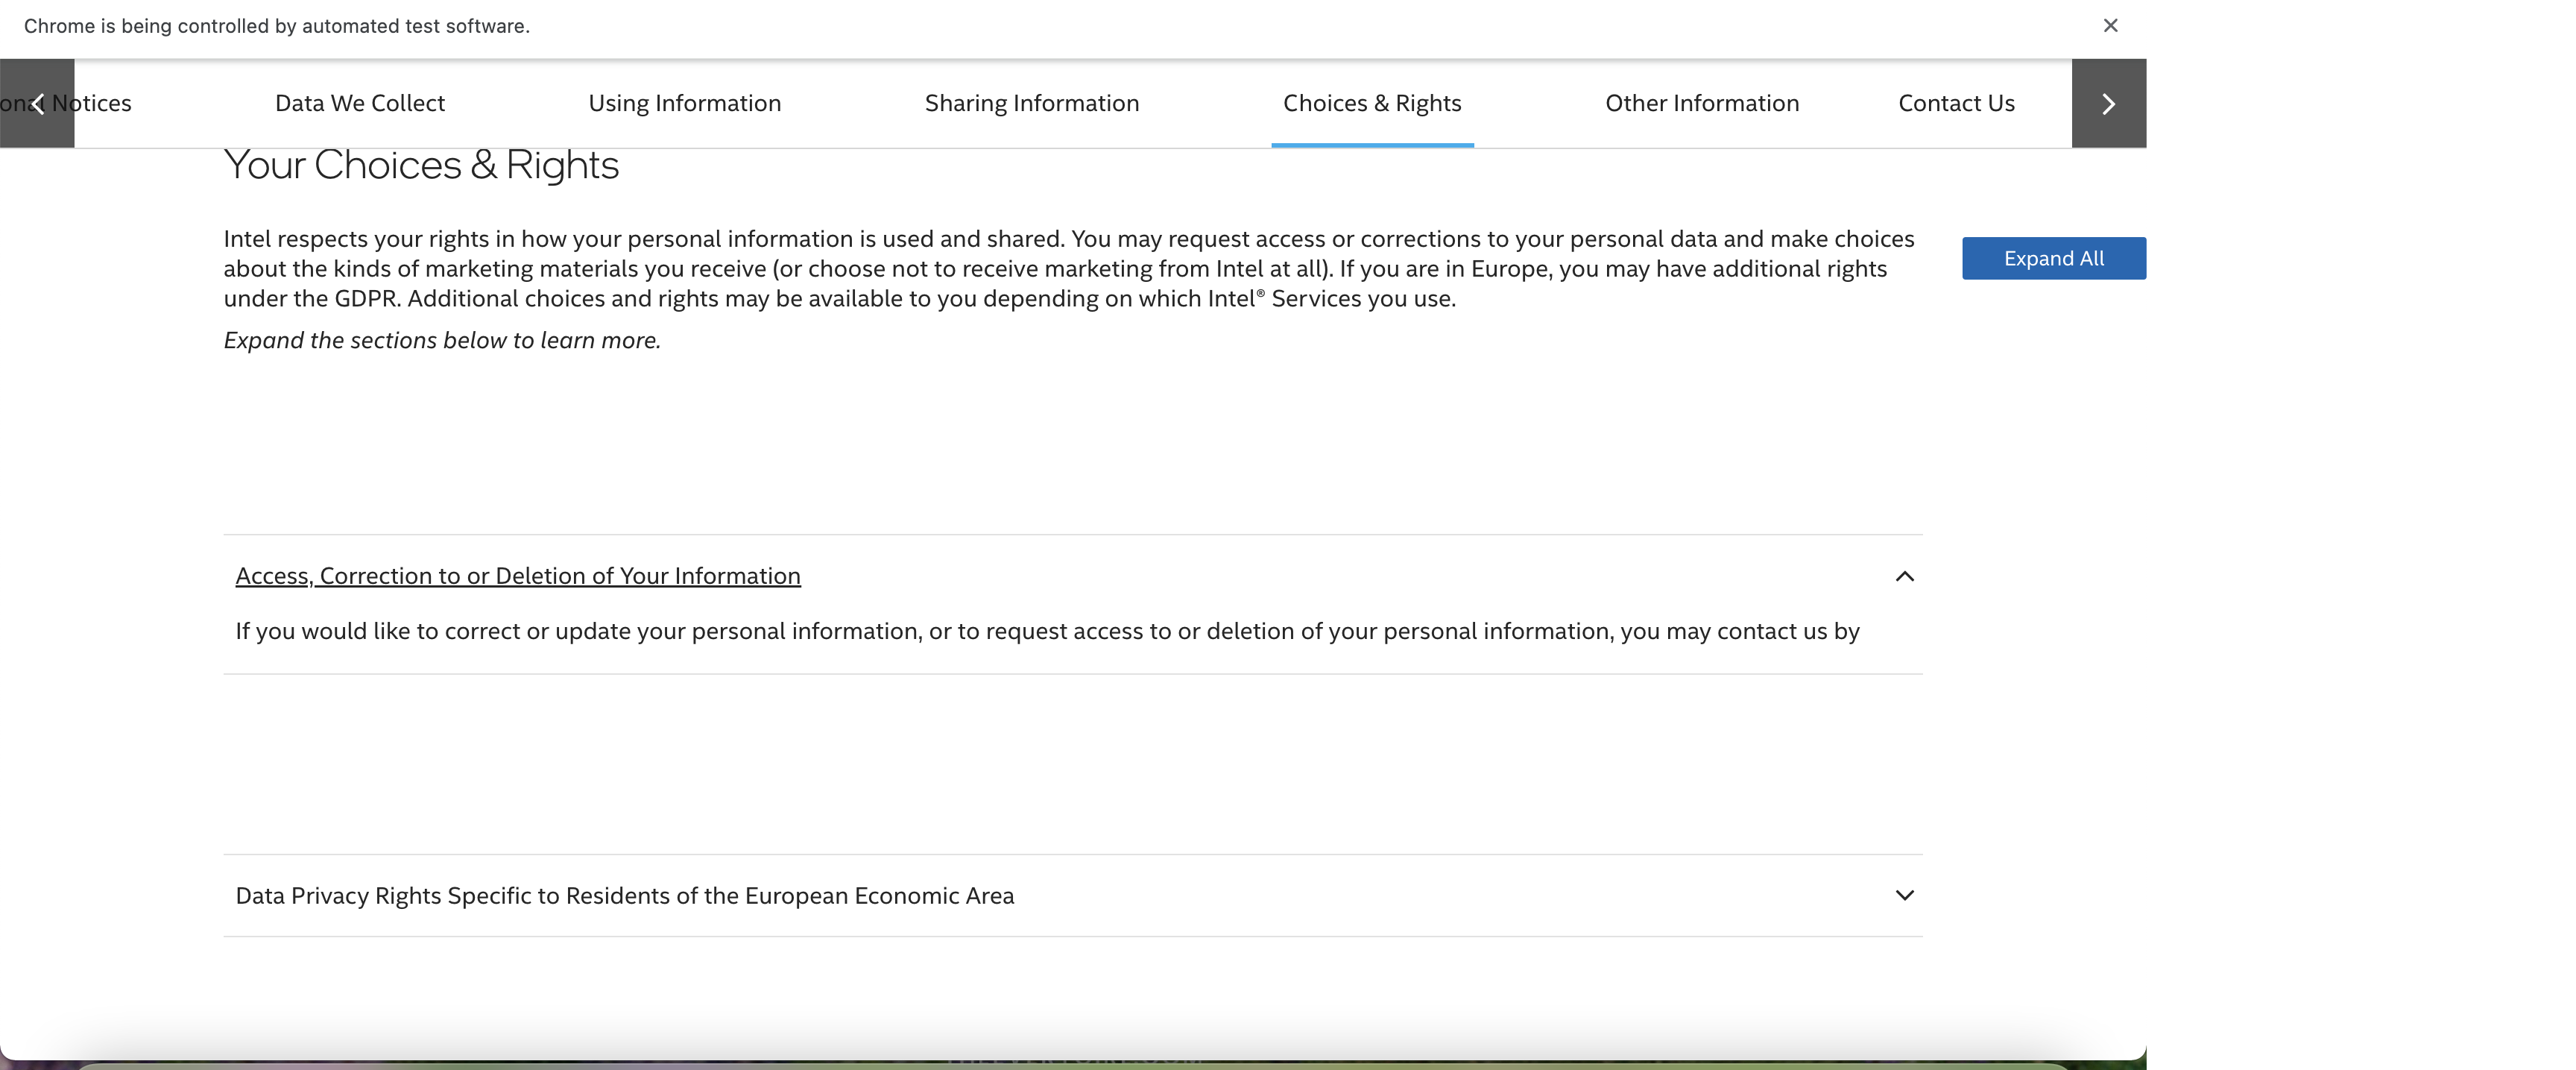 Chrome is being controlled by automated test software.
onal Notices
Data We Collect
Using Information
Sharing Information
Choices & Rights
Other Information
Contact Us
Your Choices & Rights
Intel respects your rights in how your personal information is used and shared. You may request access or corrections to your personal data and make choices
about the kinds of marketing materials you receive (or choose not to receive marketing from Intel at all). If you are in Europe, you may have additional rights
under the GDPR. Additional choices and rights may be available to you depending on which Intel® Services you use.
Expand All
Expand the sections below to learn more.
Access, Correction to or Deletion of Your Information
If you would like to correct or update your personal information, or to request access to or deletion of your personal information, you may contact us by
Data Privacy Rights Specific to Residents of the European Economic Area